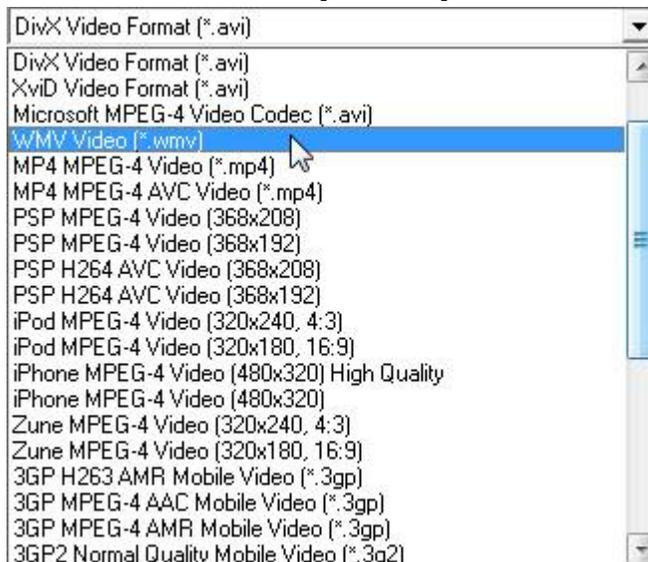 DivX Video Format (*.avi)
DivX Video Format (*.avi)
XviD Video Format (*.avi)
Microsoft MPEG-4 Video Codec (*.avi)
WMV Video (*.wmv)
MP4 MPEG-4 Video (*.mp4)
MP4 MPEG-4 AVC Video (*.mp4)
PSP MPEG-4 Video (368x208)
PSP MPEG-4 Video (368x192)
PSP H264 AVC Video (368x208)
PSP H264 AVC Video (368x192)
iPod MPEG-4 Video (320x240, 4:3)
iPod MPEG-4 Video (320x180, 16:9)
iPhone MPEG-4 Video (480x320) High Quality
iPhone MPEG-4 Video (480x320)
Zune MPEG-4 Video (320x240, 4:3)
Zune MPEG-4 Video (320x180, 16:9)
3GP H263 AMR Mobile Video (*.3gp)
3GP MPEG-4 AAC Mobile Video (*.3gp)
3GP MPEG-4 AMR Mobile Video (*.3gp)
3GP2 Normal Quality Mobile Video (*.3g2)